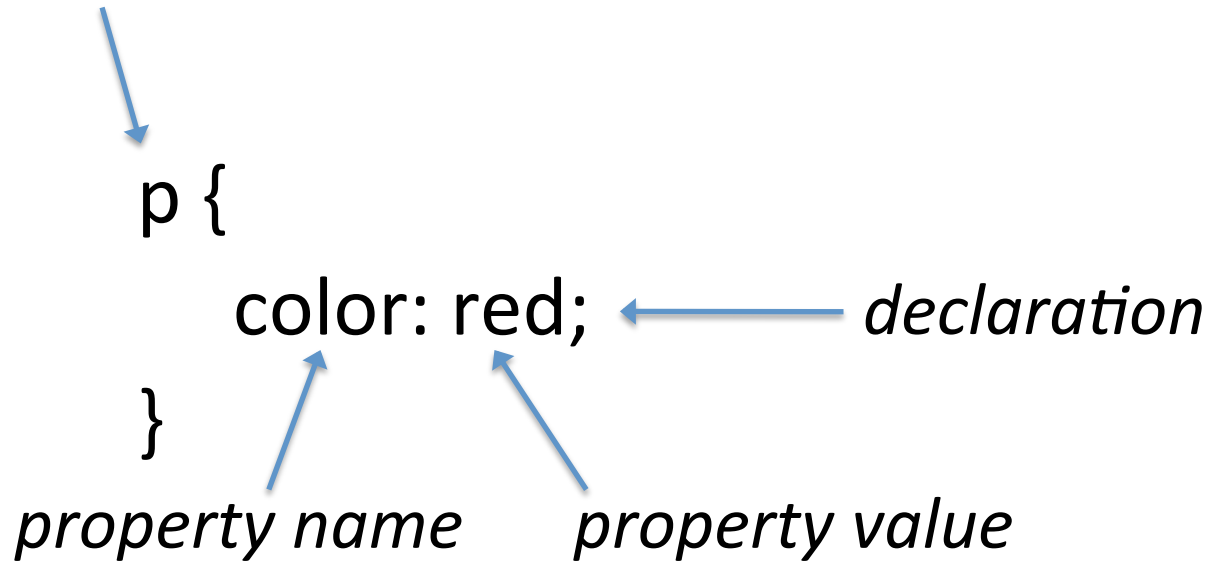 p {
color: red;
declaration
}
property name
property value